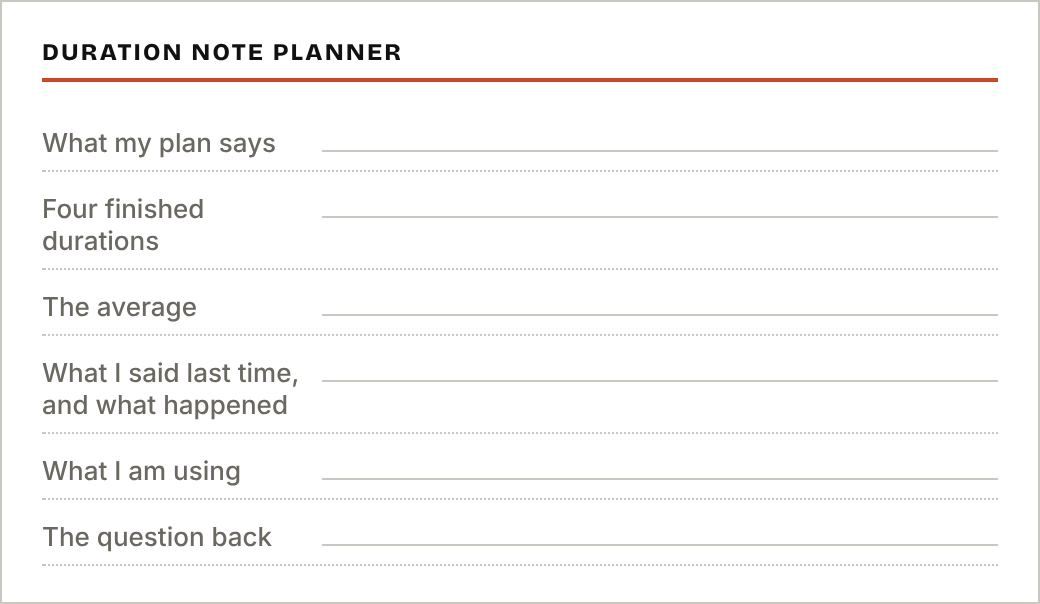 DURATION NOTE PLANNER
What my plan says
Four finished
durations
The average
What I said last time,
and what happened
What I am using
The question back